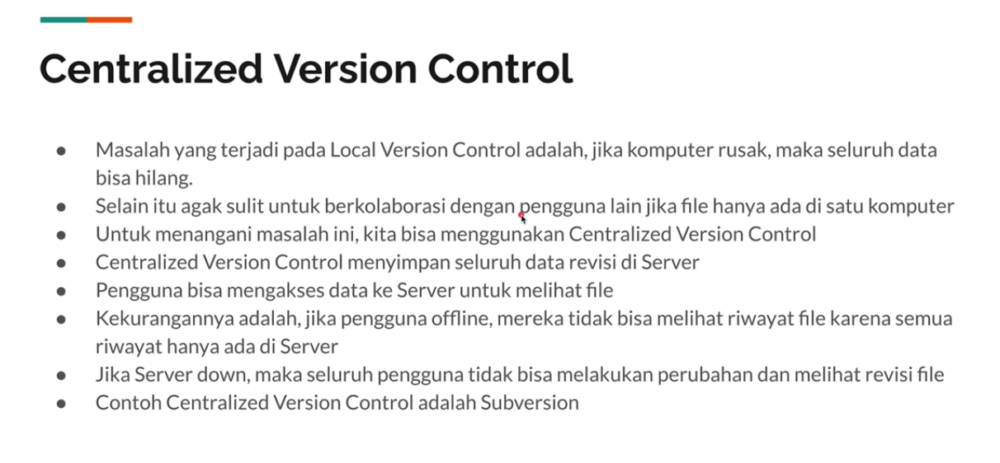 Centralized Version Control
● Masalah yang terjadi pada Local Version Control adalah, jika komputer rusak, maka seluruh data
bisa hilang.
● Selain itu agak sulit untuk berkolaborasi dengan pengguna lain jika file hanya ada di satu komputer
● Untuk menangani masalah ini, kita bisa menggunakan Centralized Version Control
● Centralized Version Control menyimpan seluruh data revisi di Server
● Pengguna bisa mengakses data ke Server untuk melihat file
● Kekurangannya adalah, jika pengguna offline, mereka tidak bisa melihat riwayat file karena semua
riwayat hanya ada di Server
● Jika Server down, maka seluruh pengguna tidak bisa melakukan perubahan dan melihat revisi file
● Contoh Centralized Version Control adalah Subversion